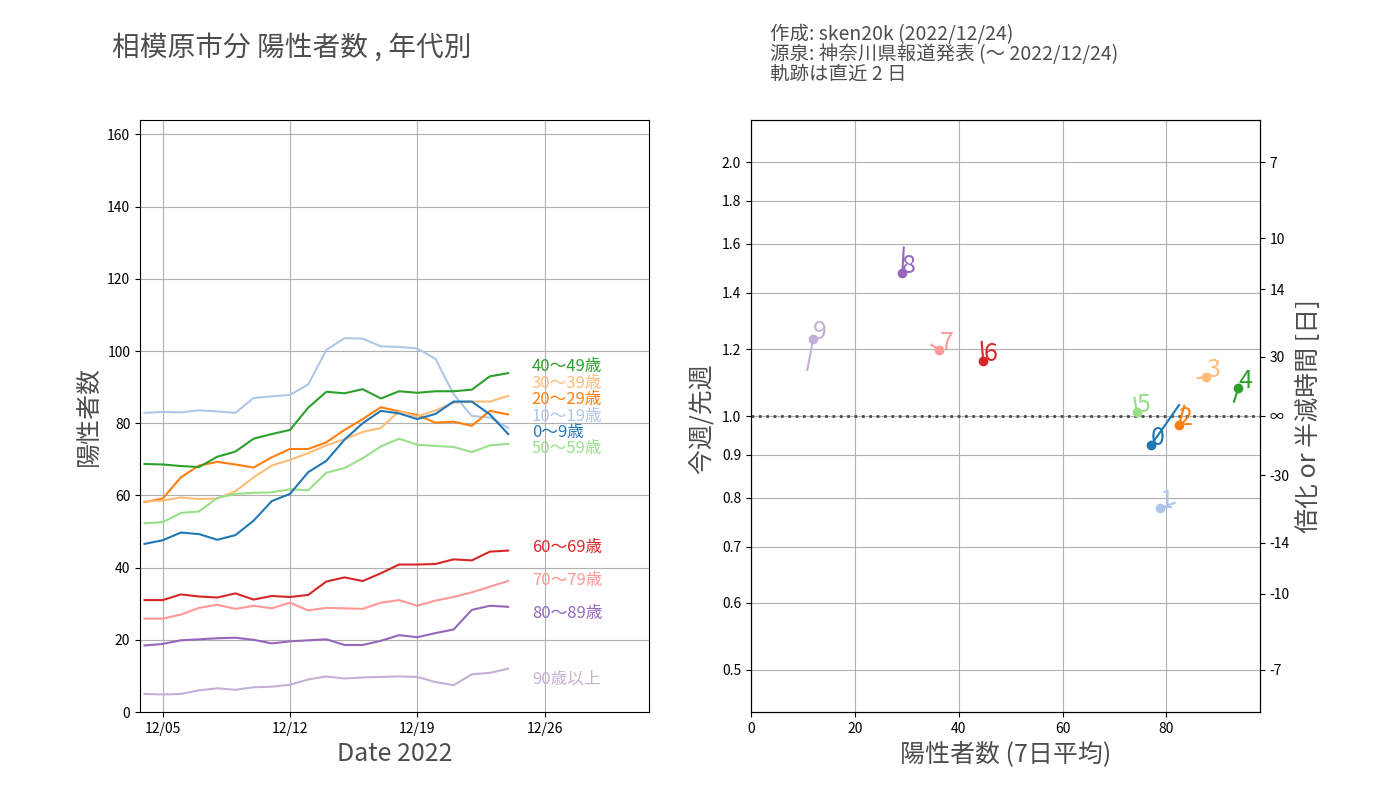 相模原市分 陽性者数 , 年代別
作成: sken20k (2022/12/24)
源泉: 神奈川県報道発表 (～ 2022/12/24)
軌跡は直近 2 日
陽性者数
160
140
120
100
80
60
40
20
0
12/05
12/12
12/19
12/26
Date 2022
40～49歳
30～39歳
20～29歳
10～19歳
0～9歳
50～59歳
60～69歳
70～79歳
80～89歳
90歳以上
今週/先週
2.0
1.8
1.6
1.4
1.2
1.0
0.9
0.8
0.7
0.6
0.5
0
20
40
60
80
陽性者数 (7日平均)
8
9
7
6
3
4
5
2
0
1
7
10
14
30
∞
-30
-14
-10
-7
倍化 or 半減時間 [日]